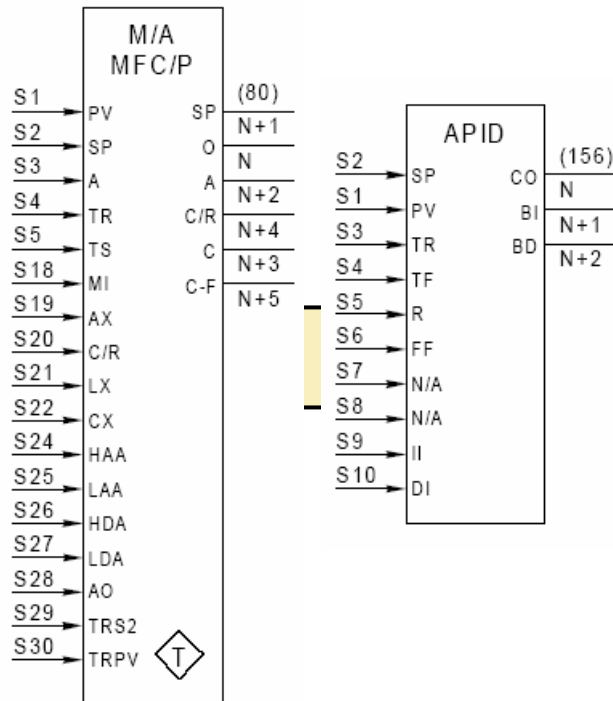 M/A
MFC/P
(80)
S1 PV SP N+1
S2 SP O N
S3 A A N+2
S4 TR C/R N+4
S5 TS C N+3
S18 MI C-F N+5
S19 AX
S20 C/R
S21 LX
S22 CX
S24 HAA
S25 LAA
S26 HDA
S27 LDA
S28 AO
S29 TRS2
S30 TRPV
T
APID
(156)
S2 SP CO N
S1 PV BI N+1
S3 TR BD N+2
S4 TF
S5 R
S6 FF
S7 N/A
S8 N/A
S9 II
S10 DI